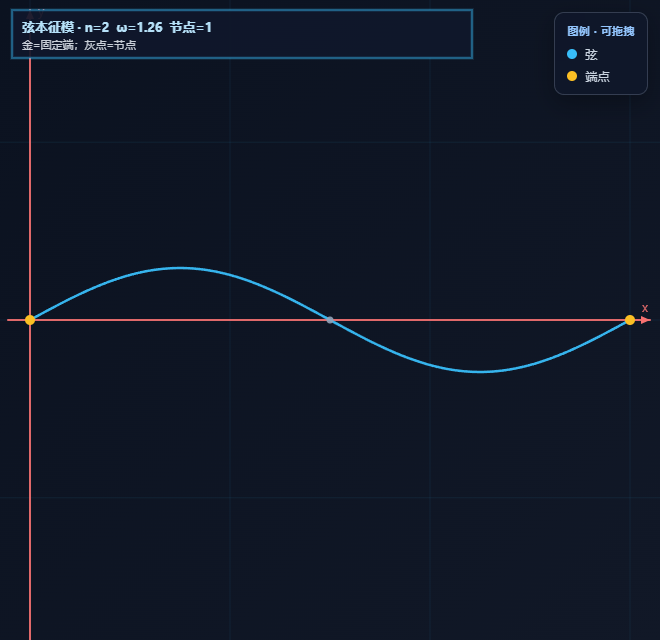 弦本征模 · n=2 ω=1.26 节点=1
金=固定端；灰点=节点
图例 · 可拖拽
弦
端点
x